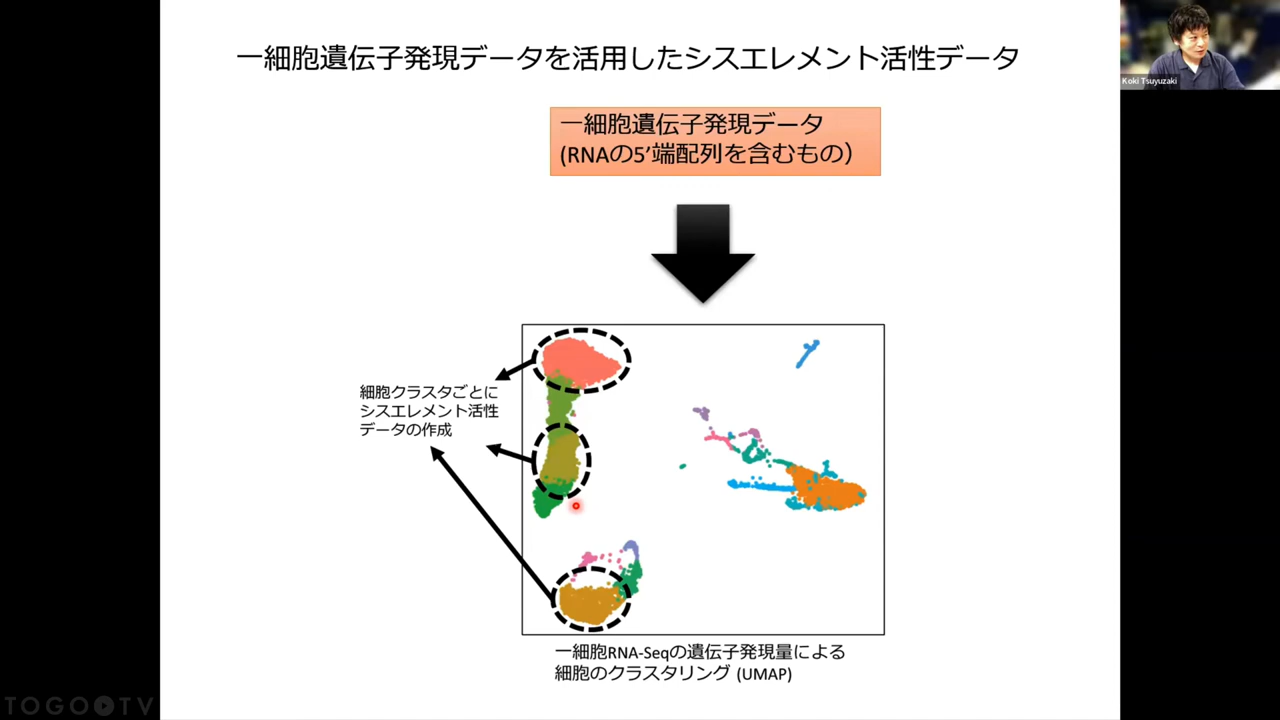 一細胞遺伝子発現データを活用したシスエレメント活性データ
Koki Tsuyuzaki
一細胞遺伝子発現データ
(RNAの5’端配列を含むもの）
細胞クラスタごとに
シスエレメント活性
データの作成
一細胞RNA-Seqの遺伝子発現量による
細胞のクラスタリング (UMAP)
TOGO TV